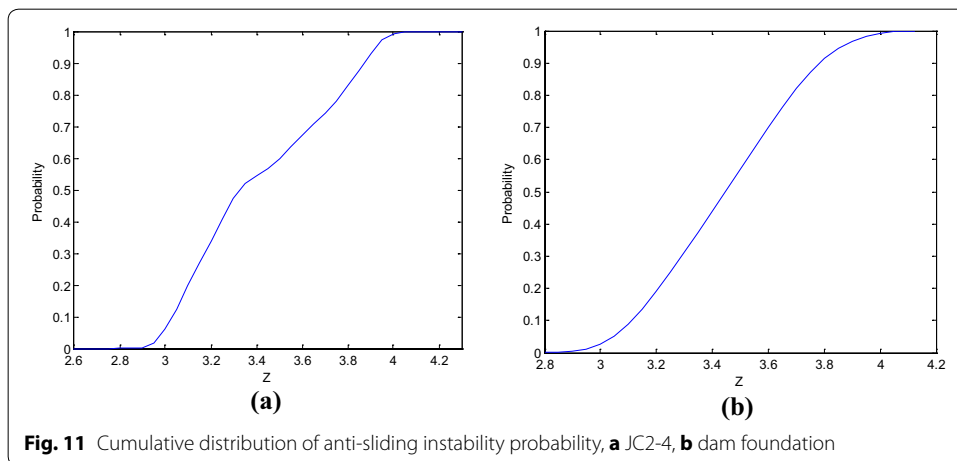 1
0.9
0.8
0.7
0.6
0.5
0.4
0.3
0.2
0.1
0
Probability
2.6 2.8 3 3.2 3.4 3.6 3.8 4 4.2
Z
(a)
1
0.9
0.8
0.7
0.6
0.5
0.4
0.3
0.2
0.1
0
Probability
2.8 3 3.2 3.4 3.6 3.8 4 4.2
Z
(b)
Fig. 11 Cumulative distribution of anti-sliding instability probability, a JC2-4, b dam foundation